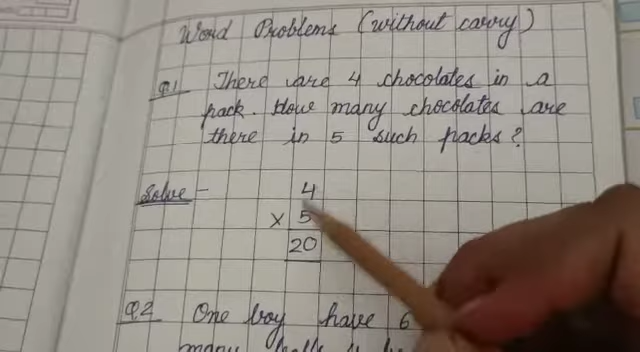 Word Problems (without carry)
Q1 There are 4 chocolates in a
pack. How many chocolates are
there in 5 such packs?
Solve - 4
× 5
20
Q2 One boy have 6
many